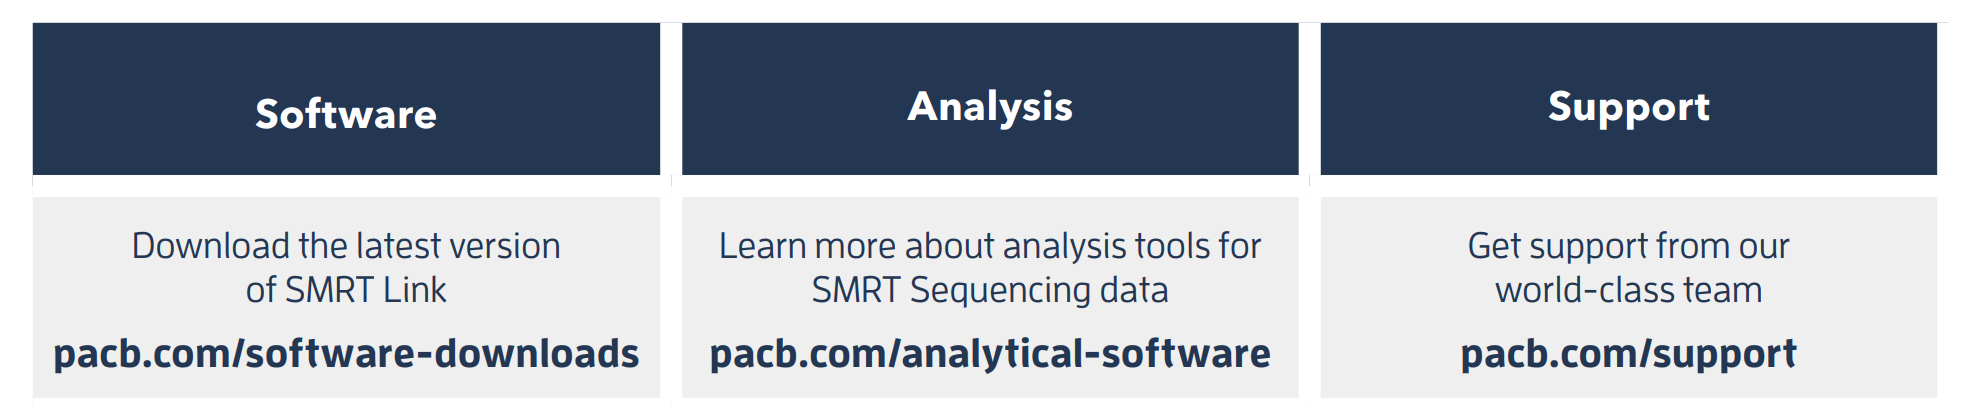 Software
Download the latest version
of SMRT Link
pacb.com/software-downloads
Analysis
Learn more about analysis tools for
SMRT Sequencing data
pacb.com/analytical-software
Support
Get support from our
world-class team
pacb.com/support